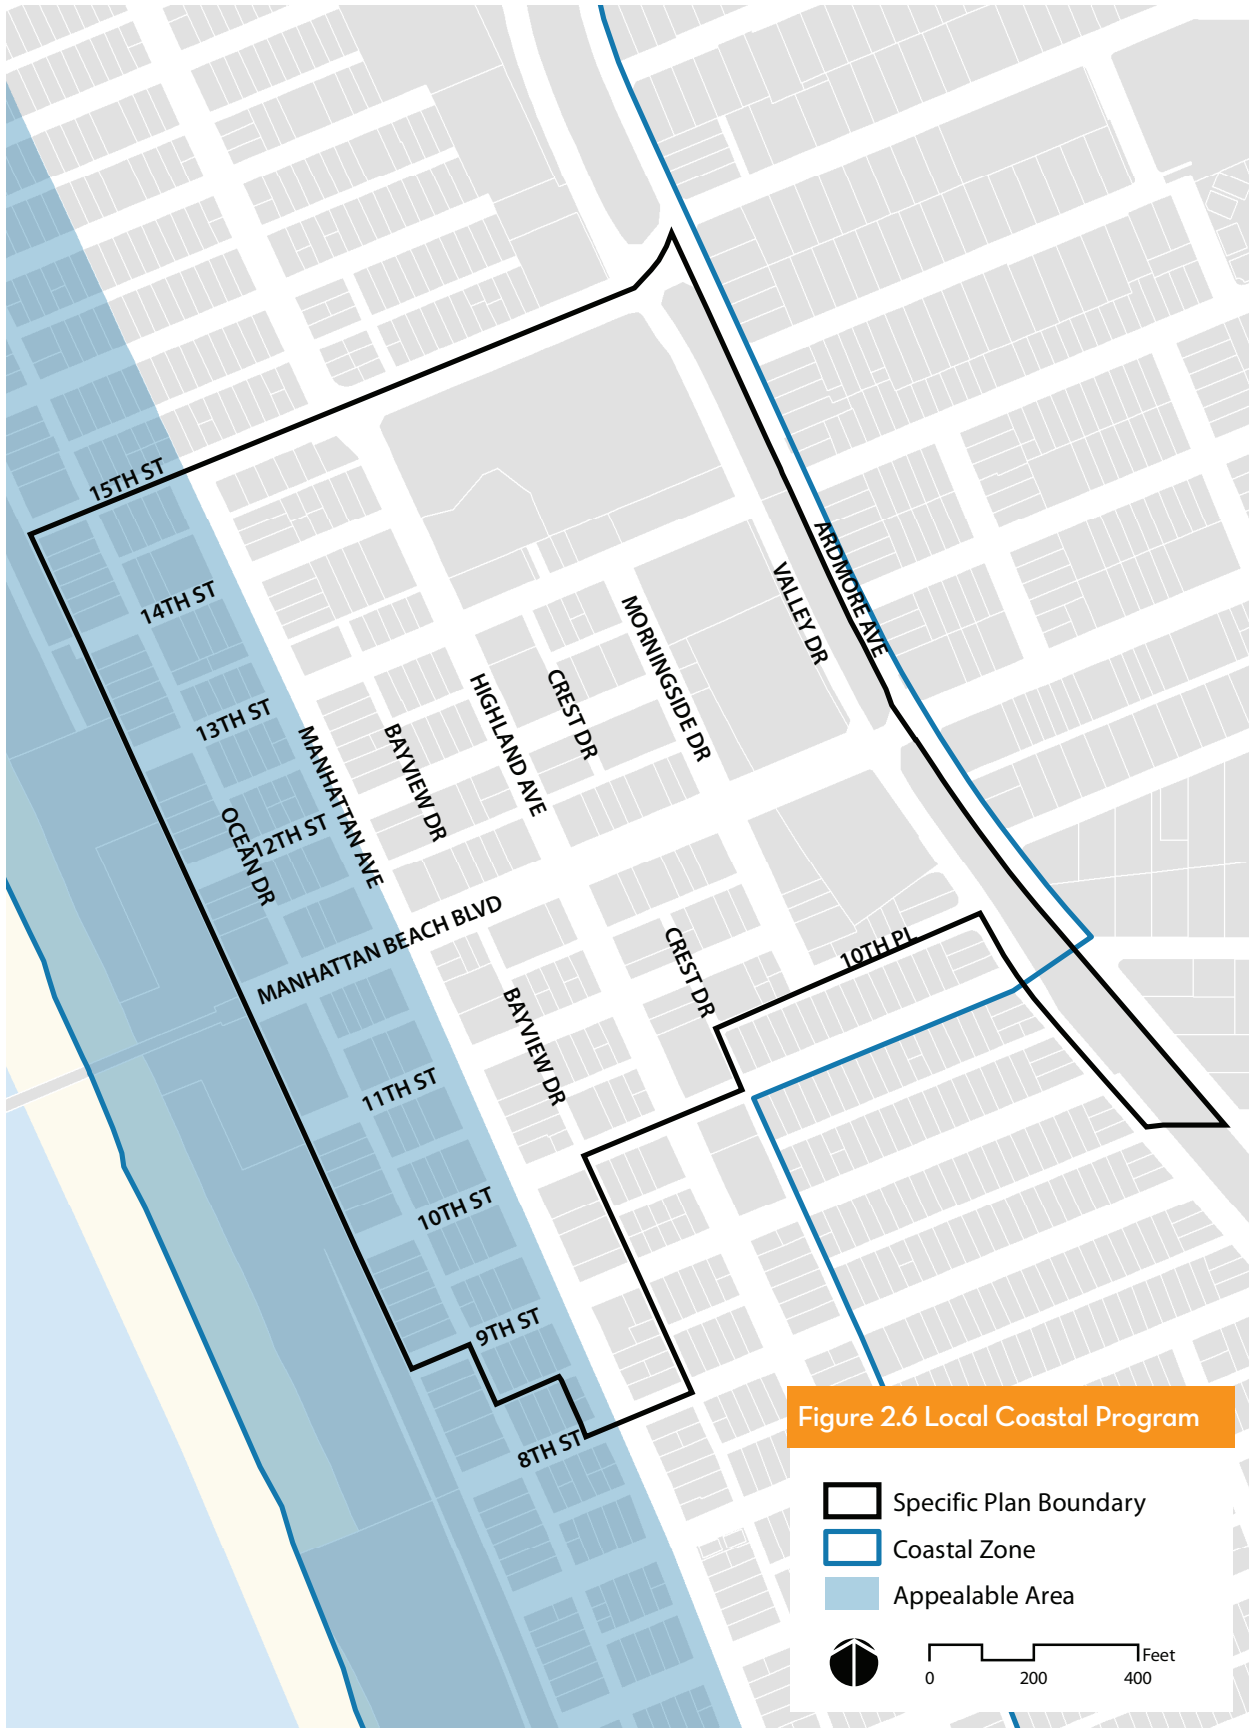 15TH ST
14TH ST
ARDMORE AVE
VALLEY DR
MORNINGSIDE DR
13TH ST
HIGHLAND AVE
CREST DR
MANHATTAN AVE
BAYVIEW DR
OCEAN DR
12TH ST
MANHATTAN BEACH BLVD
CREST DR
10TH PL
BAYVIEW DR
11TH ST
10TH ST
9TH ST
8TH ST
Figure 2.6 Local Coastal Program
Specific Plan Boundary
Coastal Zone
Appealable Area
Feet
0 200 400